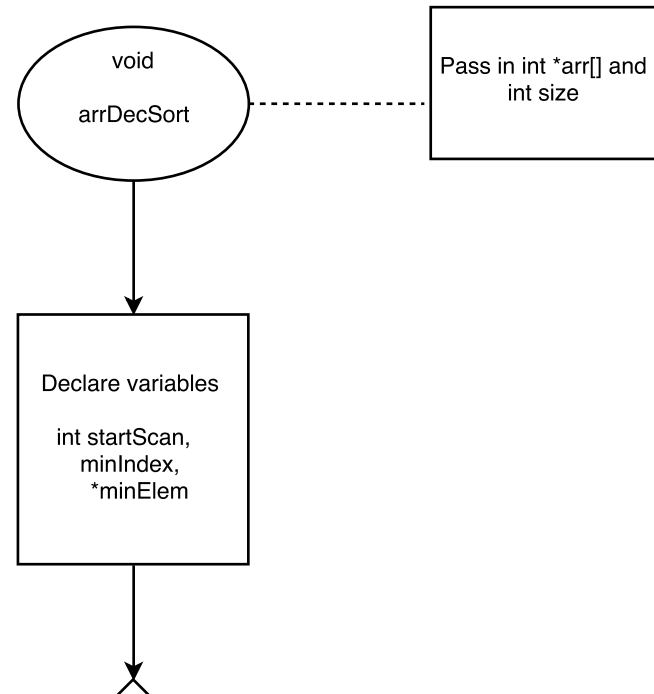 void
arrDecSort
Pass in int *arr[] and
int size
Declare variables
int startScan,
minIndex,
*minElem